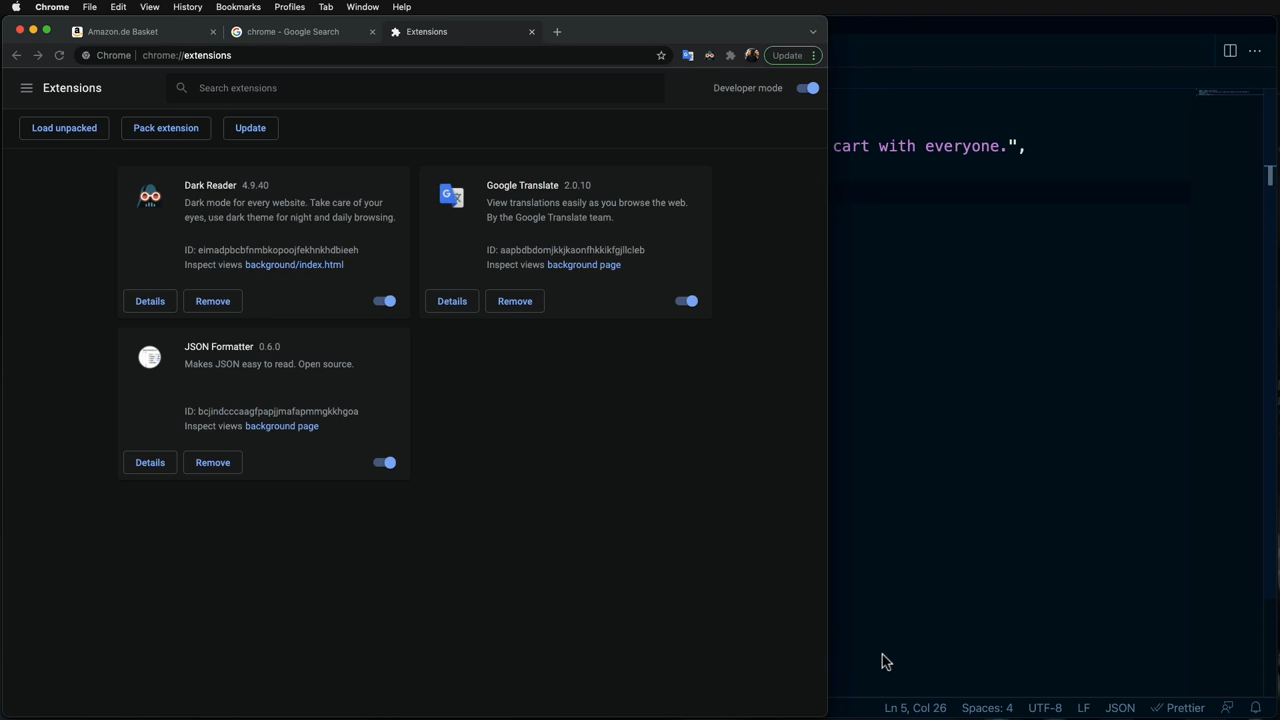 Chrome File Edit View History Bookmarks Profiles Tab Window Help
Amazon.de Basket
chrome - Google Search
Extensions
Chrome chrome://extensions
Update
Extensions
Search extensions
Developer mode
Load unpacked
Pack extension
Update
cart with everyone.",
Dark Reader 4.9.40
Dark mode for every website. Take care of your
eyes, use dark theme for night and daily browsing.
ID: eimadpbcbfnmbkopoojfekhnkhdbieeh
Inspect views background/index.html
Details
Remove
Google Translate 2.0.10
View translations easily as you browse the web.
By the Google Translate team.
ID: aapbdbdomjkkjkaonfhkkikfgjllcleb
Inspect views background page
Details
Remove
JSON Formatter 0.6.0
Makes JSON easy to read. Open source.
ID: bcjindcccaagfpapjjmafapmmgkkhgoa
Inspect views background page
Details
Remove
Ln 5, Col 26 Spaces: 4 UTF-8 LF JSON Prettier